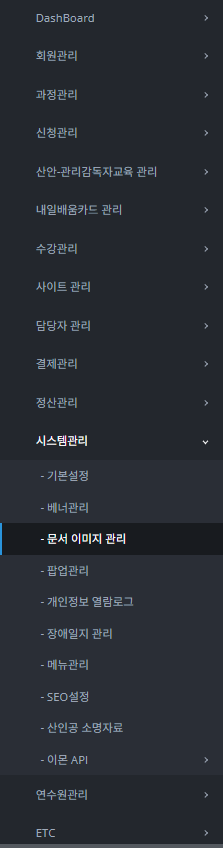 DashBoard
회원관리
과정관리
신청관리
산안-관리감독자교육 관리
내일배움카드 관리
수강관리
사이트 관리
담당자 관리
결제관리
정산관리
시스템관리
- 기본설정
- 베너관리
- 문서 이미지 관리
- 팝업관리
- 개인정보 열람로그
- 장애일지 관리
- 메뉴관리
- SEO설정
- 산인공 소명자료
- 이몬 API
연수원관리
ETC